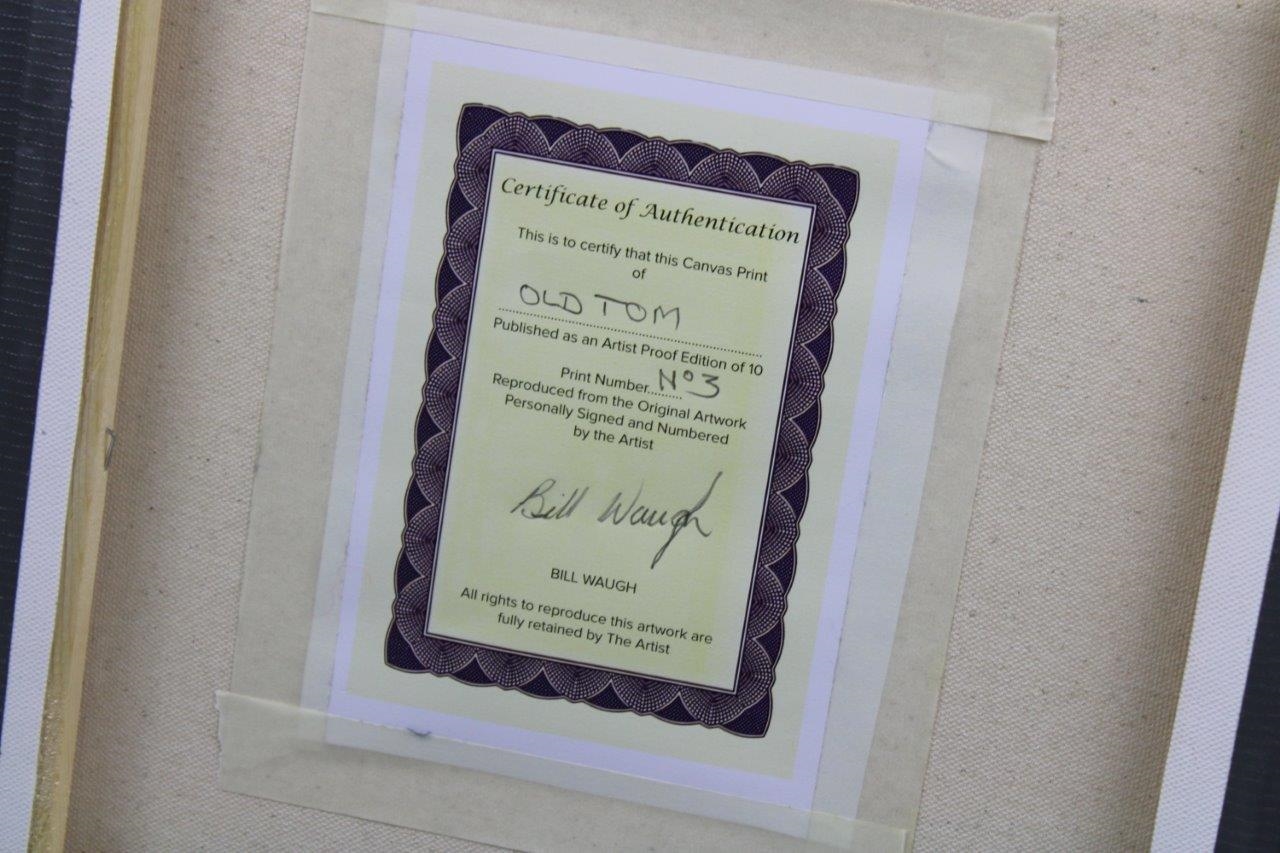 Certificate of Authentication
This is to certify that this Canvas Print
of
OLD TOM
Published as an Artist Proof Edition of 10
Print Number......... Nº3
Reproduced from the Original Artwork
Personally Signed and Numbered
by the Artist
Bill Waugh
BILL WAUGH
All rights to reproduce this artwork are
fully retained by The Artist